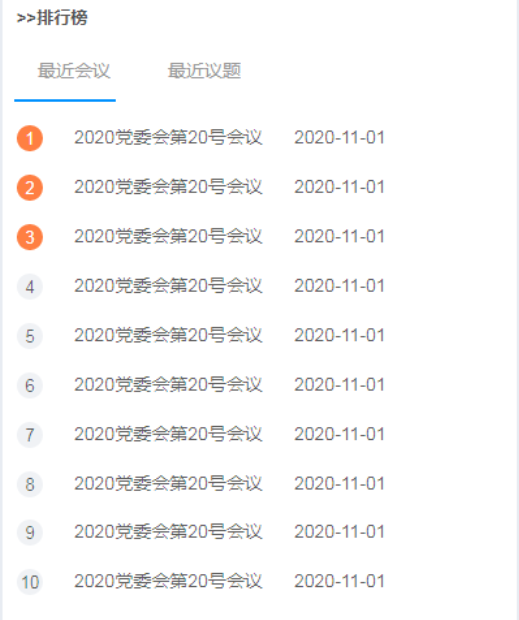 >>排行榜
最近会议 最近议题
1 2020党委会第20号会议 2020-11-01
2 2020党委会第20号会议 2020-11-01
3 2020党委会第20号会议 2020-11-01
4 2020党委会第20号会议 2020-11-01
5 2020党委会第20号会议 2020-11-01
6 2020党委会第20号会议 2020-11-01
7 2020党委会第20号会议 2020-11-01
8 2020党委会第20号会议 2020-11-01
9 2020党委会第20号会议 2020-11-01
10 2020党委会第20号会议 2020-11-01